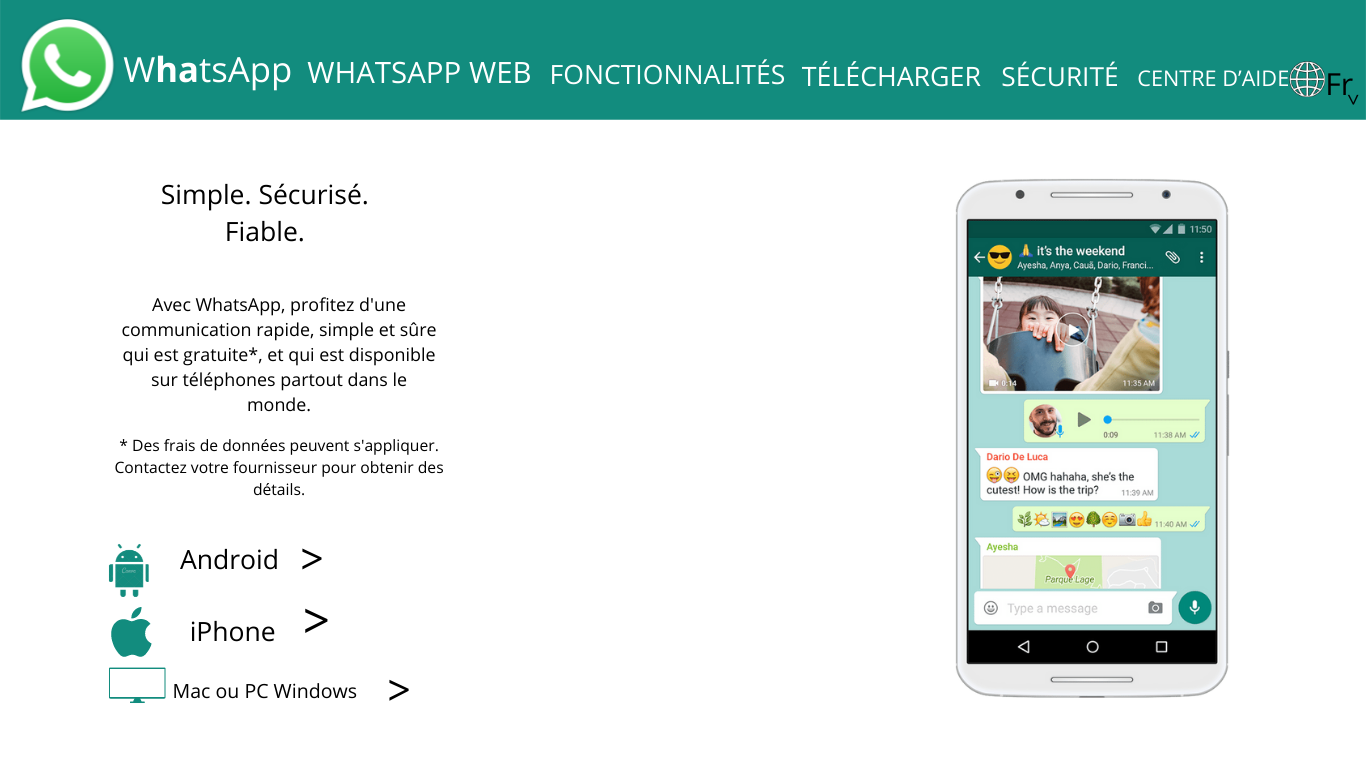 WhatsApp WHATSAPP WEB FONCTIONNALITÉS TÉLÉCHARGER SÉCURITÉ CENTRE D’AIDE Fr
Simple. Sécurisé.
Fiable.
Avec WhatsApp, profitez d'une
communication rapide, simple et sûre
qui est gratuite*, et qui est disponible
sur téléphones partout dans le
monde.
* Des frais de données peuvent s'appliquer.
Contactez votre fournisseur pour obtenir des
détails.
Android >
iPhone >
Mac ou PC Windows >
11:50
it’s the weekend
Ayesha, Anya, Cauã, Dario, Franci...
0:14 11:35 AM
0:09 11:38 AM
Dario De Luca
OMG hahaha, she’s the
cutest! How is the trip? 11:39 AM
11:40 AM
Ayesha
Parque Lage
Type a message